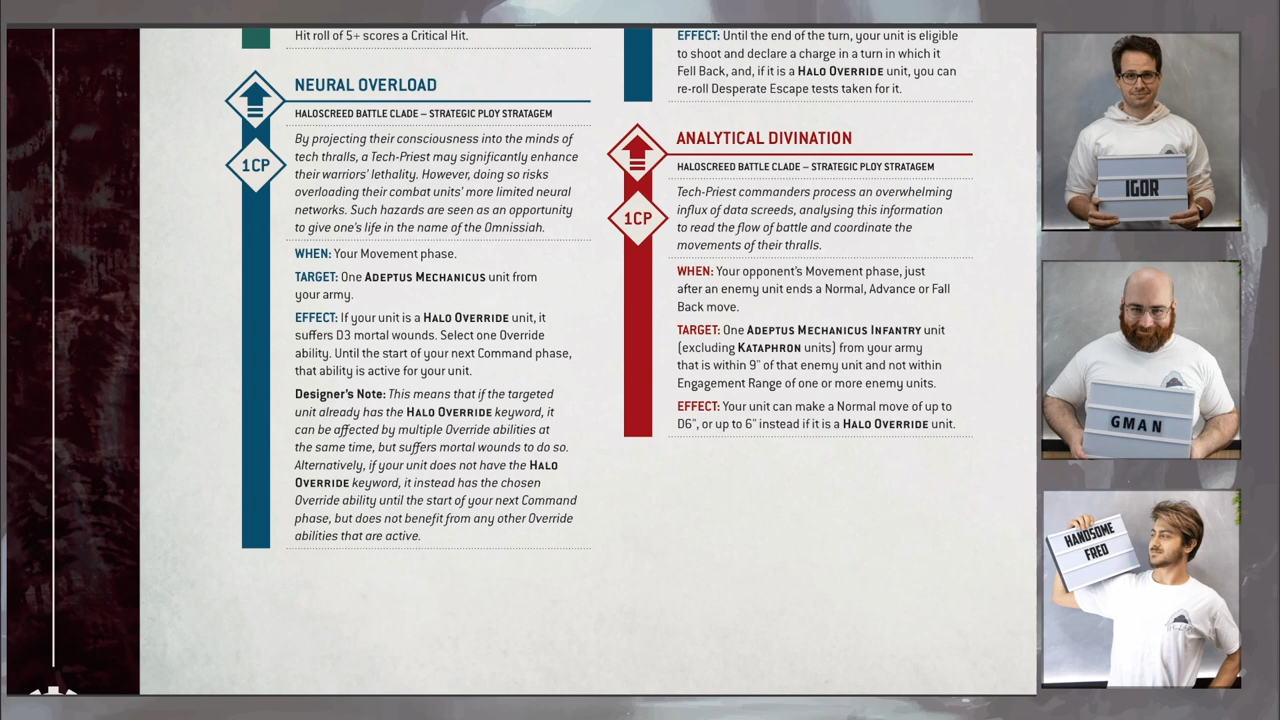 Hit roll of 5+ scores a Critical Hit.
NEURAL OVERLOAD
HALOSCREED BATTLE CLADE – STRATEGIC PLOY STRATAGEM
1CP
By projecting their consciousness into the minds of
tech thralls, a Tech-Priest may significantly enhance
their warriors' lethality. However, doing so risks
overloading their combat units' more limited neural
networks. Such hazards are seen as an opportunity
to give one's life in the name of the Omnissiah.
WHEN: Your Movement phase.
TARGET: One ADEPTUS MECHANICUS unit from
your army.
EFFECT: If your unit is a HALO OVERRIDE unit, it
suffers D3 mortal wounds. Select one Override
ability. Until the start of your next Command phase,
that ability is active for your unit.
Designer's Note: This means that if the targeted
unit already has the HALO OVERRIDE keyword, it
can be affected by multiple Override abilities at
the same time, but suffers mortal wounds to do so.
Alternatively, if your unit does not have the HALO
OVERRIDE keyword, it instead has the chosen
Override ability until the start of your next Command
phase, but does not benefit from any other Override
abilities that are active.
EFFECT: Until the end of the turn, your unit is eligible
to shoot and declare a charge in a turn in which it
Fell Back, and, if it is a HALO OVERRIDE unit, you can
re-roll Desperate Escape tests taken for it.
ANALYTICAL DIVINATION
HALOSCREED BATTLE CLADE – STRATEGIC PLOY STRATAGEM
1CP
Tech-Priest commanders process an overwhelming
influx of data screeds, analysing this information
to read the flow of battle and coordinate the
movements of their thralls.
WHEN: Your opponent's Movement phase, just
after an enemy unit ends a Normal, Advance or Fall
Back move.
TARGET: One ADEPTUS MECHANICUS INFANTRY unit
(excluding KATAPHRON units) from your army
that is within 9" of that enemy unit and not within
Engagement Range of one or more enemy units.
EFFECT: Your unit can make a Normal move of up to
D6", or up to 6" instead if it is a HALO OVERRIDE unit.
IGOR
GMAN
HANDSOME
FRED